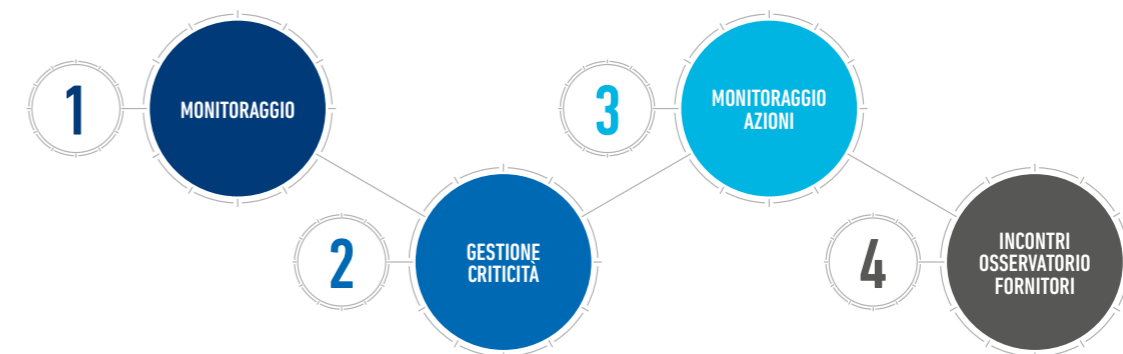 1
MONITORAGGIO
2
GESTIONE
CRITICITÀ
3
MONITORAGGIO
AZIONI
4
INCONTRI
OSSERVATORIO
FORNITORI